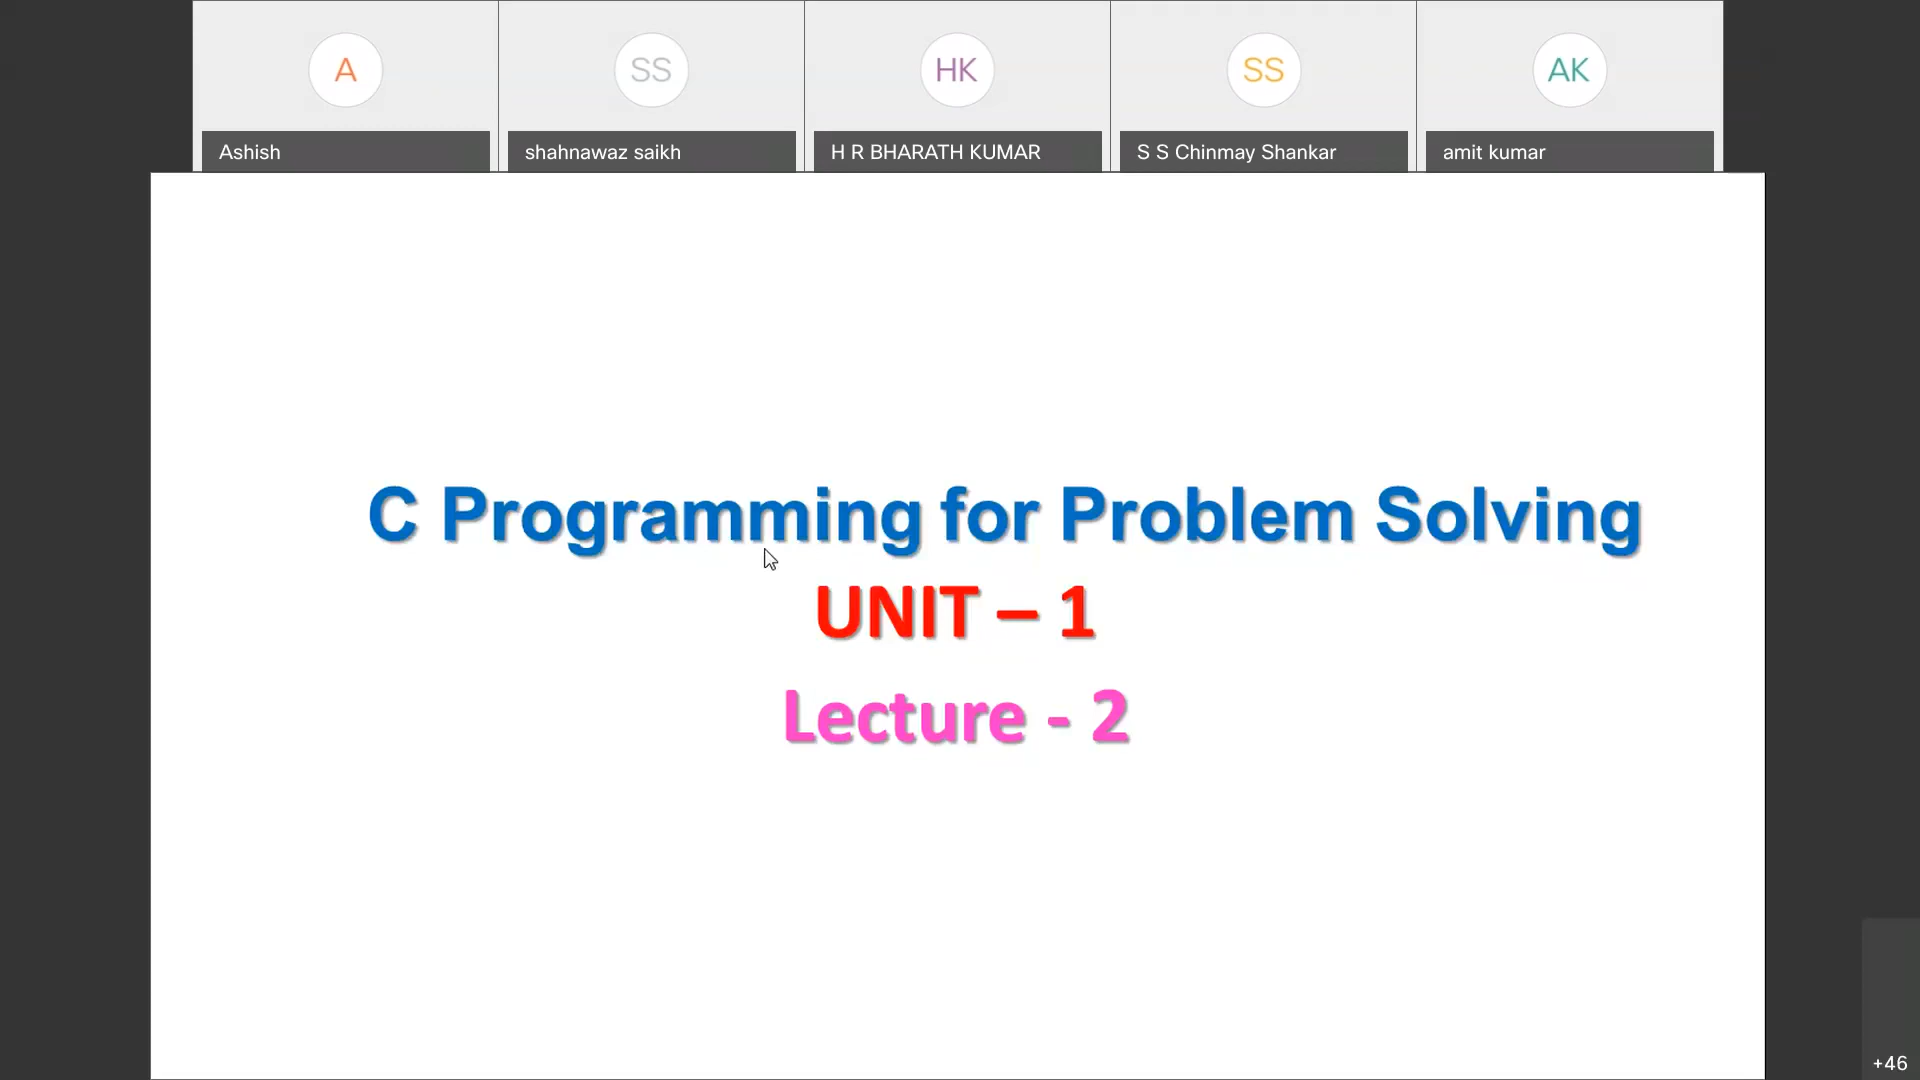 A
SS
HK
SS
AK
Ashish
shahnawaz saikh
H R BHARATH KUMAR
S S Chinmay Shankar
amit kumar
C Programming for Problem Solving
UNIT – 1
Lecture - 2
+46